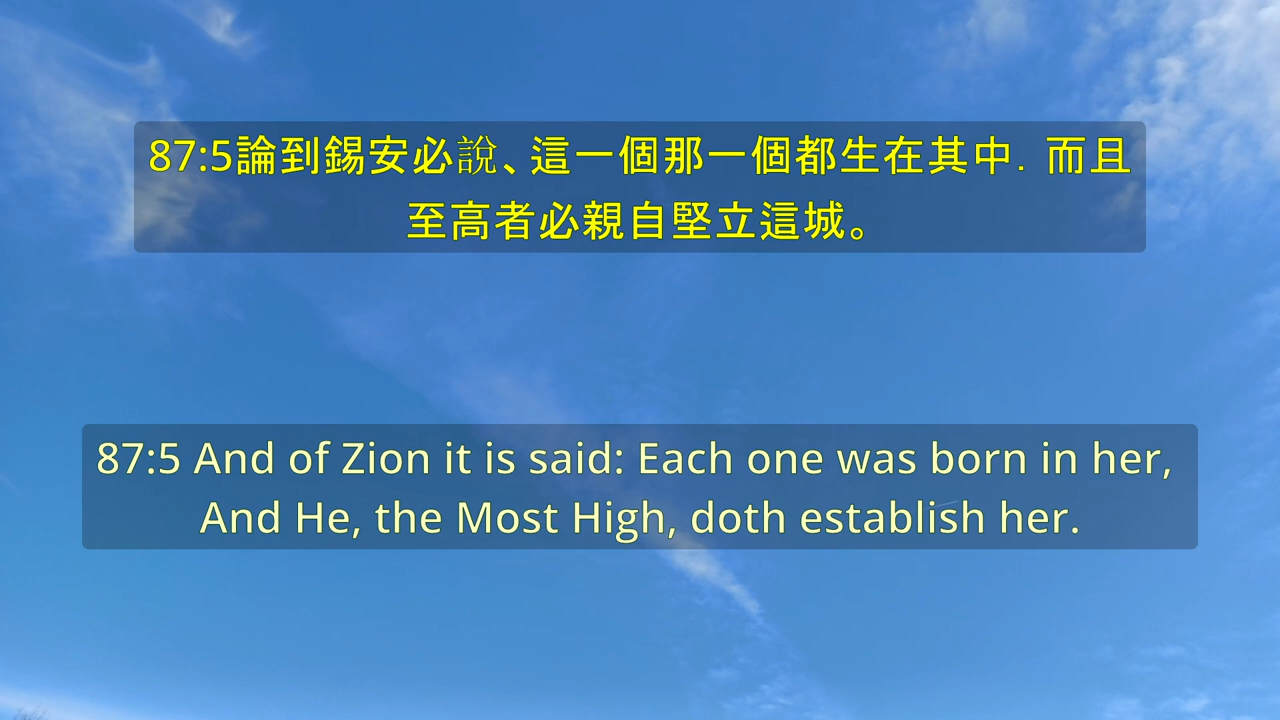 87:5論到錫安必說、這一個那一個都生在其中．而且
至高者必親自堅立這城。
87:5 And of Zion it is said: Each one was born in her,
And He, the Most High, doth establish her.